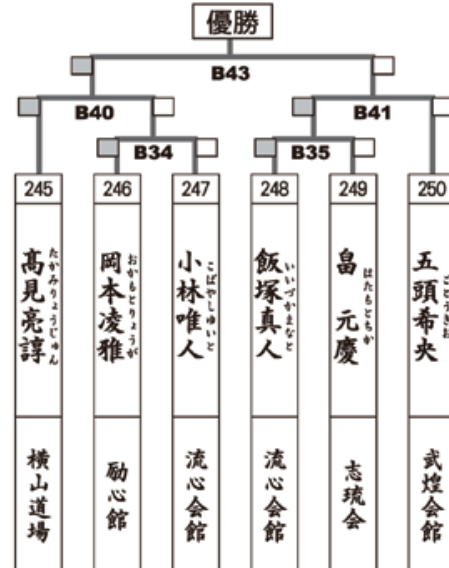 優勝
B43
B40
B41
B34
B35
245
246
247
248
249
250
たかみりょうじゅん
髙見亮諄
おかもとりょうが
岡本凌雅
こばやしゆいと
小林唯人
いいづかまなと
飯塚真人
はたもとちか
畠 元慶
ごとうきお
五頭希央
横山道場
励心館
流心会館
流心会館
志琉会
武煌会館